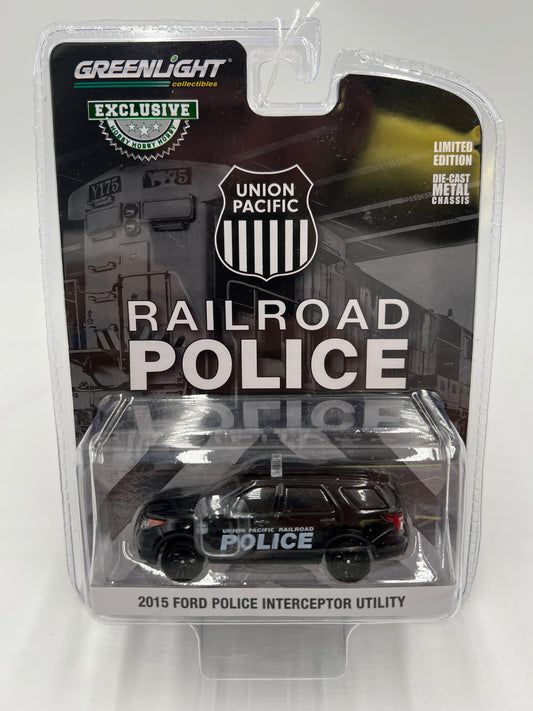 GREENLIGHT
collectibles
EXCLUSIVE
HOBBY HOBBY HOBBY
LIMITED
EDITION
DIE-CAST
METAL
CHASSIS
Y175
UNION
PACIFIC
RAILROAD
POLICE
UNION PACIFIC RAILROAD
POLICE
2015 FORD POLICE INTERCEPTOR UTILITY